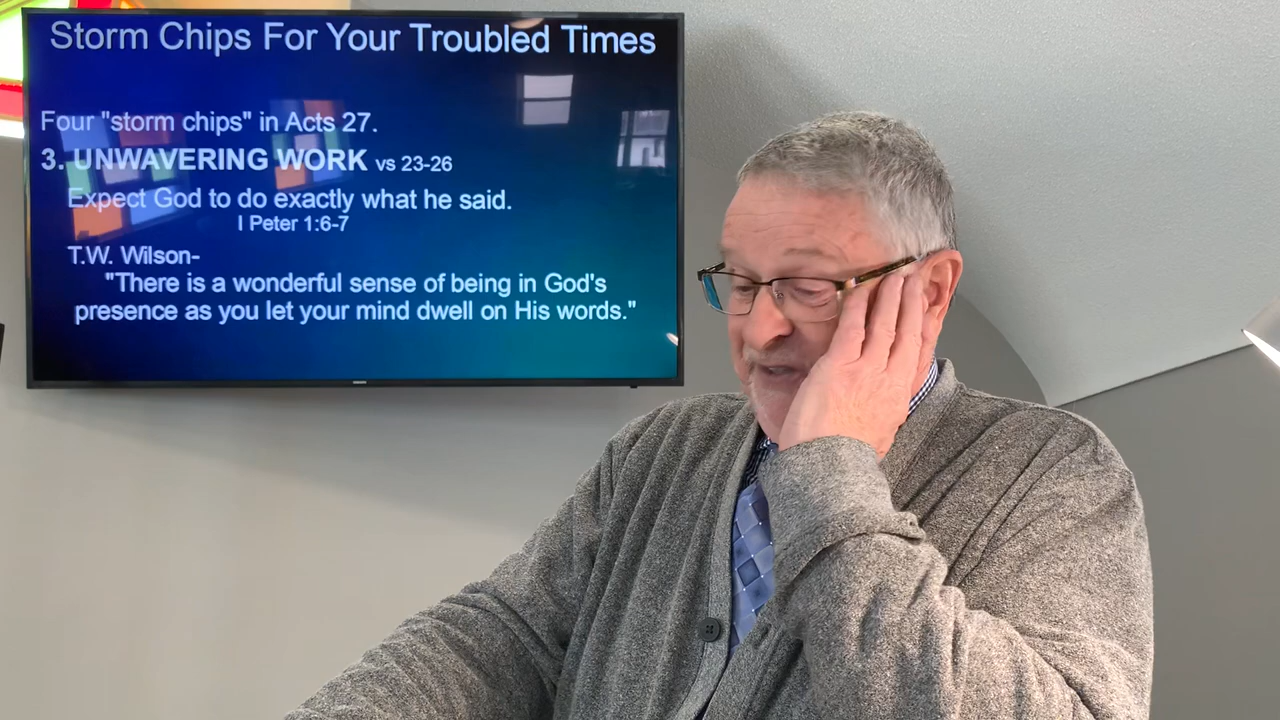 Storm Chips For Your Troubled Times
Four "storm chips" in Acts 27.
3. UNWAVERING WORK vs 23-26
Expect God to do exactly what he said.
I Peter 1:6-7
T.W. Wilson-
"There is a wonderful sense of being in God's
presence as you let your mind dwell on His words."